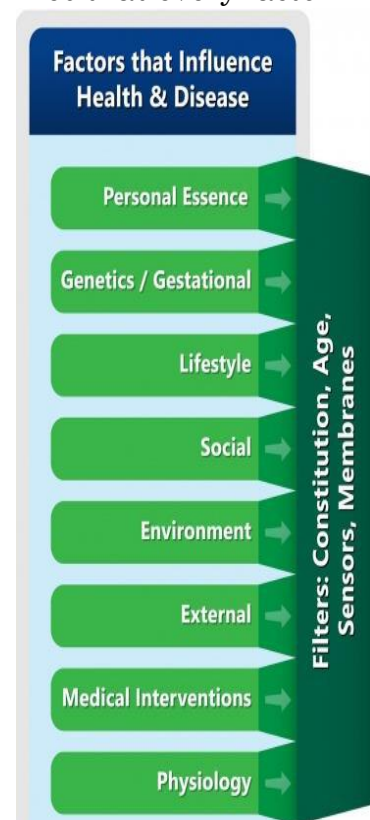 Factors that Influence
Health & Disease
Personal Essence
Genetics / Gestational
Lifestyle
Social
Environment
External
Medical Interventions
Physiology
Filters: Constitution, Age,
Sensors, Membranes